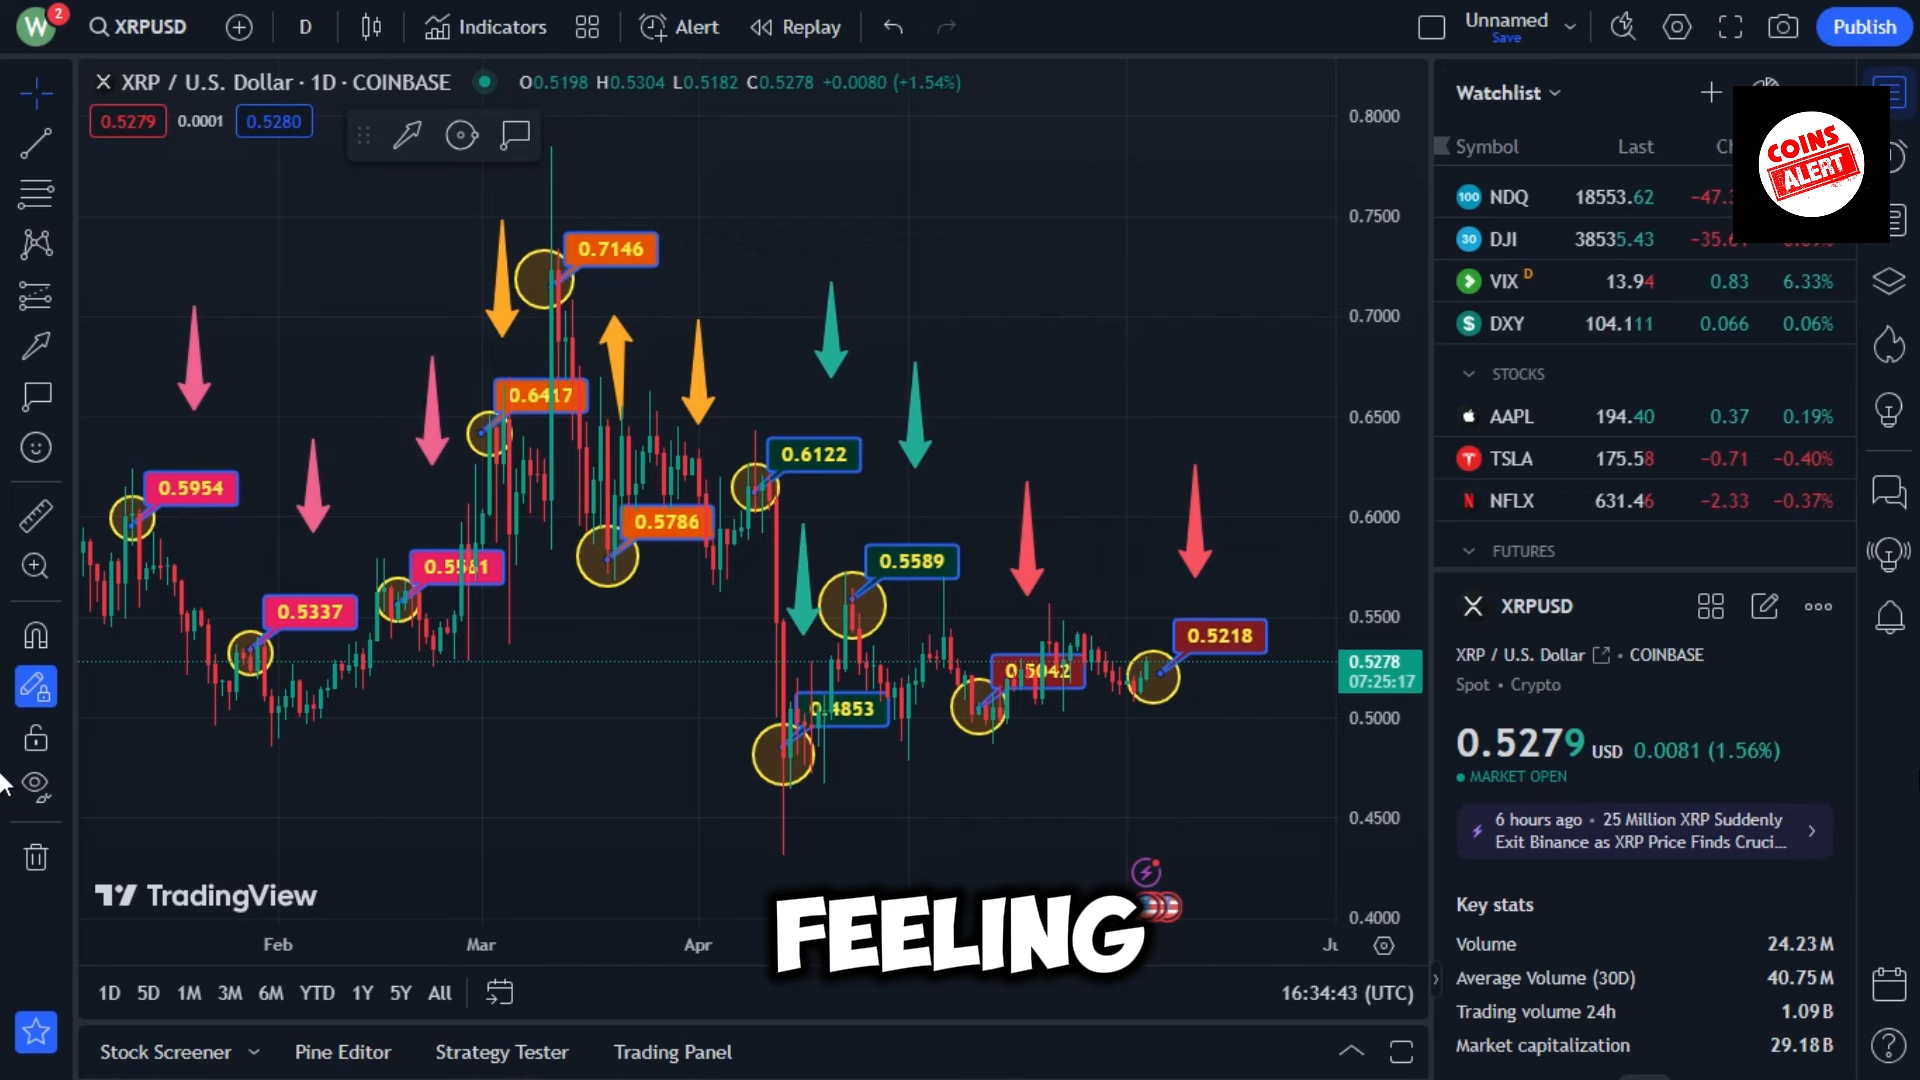 W 2 XRPUSD D Indicators Alert Replay Unnamed Save Publish
X XRP / U.S. Dollar · 1D · COINBASE O0.5198 H0.5304 L0.5182 C0.5278 +0.0080 (+1.54%)
0.5279 0.0001 0.5280
0.8000
0.7500
0.7000
0.6500
0.6000
0.5500
0.5278
07:25:17
0.5000
0.4500
0.4000
0.7146
0.6417
0.6122
0.5954
0.5786
0.5589
0.5337
0.5218
0.5042
0.4853
TradingView
FEELING
Feb Mar Apr
1D 5D 1M 3M 6M YTD 1Y 5Y All 16:34:43 (UTC)
Stock Screener Pine Editor Strategy Tester Trading Panel
Watchlist
COINS
ALERT
Symbol Last
100 NDQ 18553.62
30 DJI 38535.43
VIX D 13.94 0.83 6.33%
$ DXY 104.111 0.066 0.06%
STOCKS
AAPL 194.40 0.37 0.19%
TSLA 175.58 −0.71 −0.40%
N NFLX 631.46 −2.33 −0.37%
FUTURES
XRPUSD
XRP / U.S. Dollar • COINBASE
Spot • Crypto
0.5279 USD 0.0081 (1.56%)
MARKET OPEN
6 hours ago • 25 Million XRP Suddenly
Exit Binance as XRP Price Finds Cruci...
Key stats
Volume 24.23M
Average Volume (30D) 40.75M
Trading volume 24h 1.09B
Market capitalization 29.18B